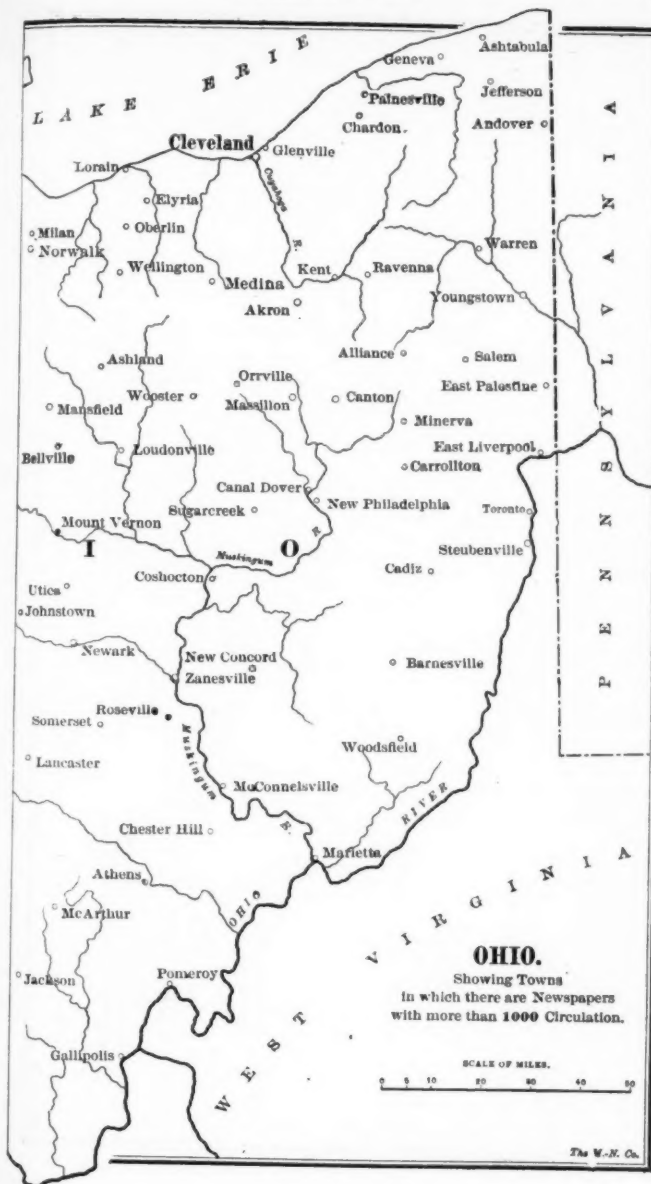 LAKE ERIE
Geneva
Ashtabula
Painesville
Jefferson
Chardon
Andover
Cleveland
Glenville
Lorain
Cuyahoga
R.
Elyria
Milan
Oberlin
Norwalk
Warren
Wellington
Medina
Kent
Ravenna
Akron
Youngstown
PENNSYLVANIA
Alliance
Salem
Ashland
Orrville
East Palestine
Wooster
Massillon
Canton
Mansfield
Minerva
Bellville
Loudonville
East Liverpool
Carrollton
Canal Dover
New Philadelphia
Sugarcreek
Toronto
Mount Vernon
R.
I O
Muskingum
Steubenville
Coshocton
Cadiz
Utica
Johnstown
Newark
New Concord
Barnesville
Zanesville
Roseville
Somerset
Muskingum
Woodsfield
Lancaster
McConnelsville
RIVER
Chester Hill
R.
Marietta
Athens
OHIO
McArthur
WEST VIRGINIA
Jackson
Pomeroy
OHIO.
Showing Towns
in which there are Newspapers
with more than 1000 Circulation.
Gallipolis
SCALE OF MILES.
0 5 10 20 30 40 50
The M.-N. Co.